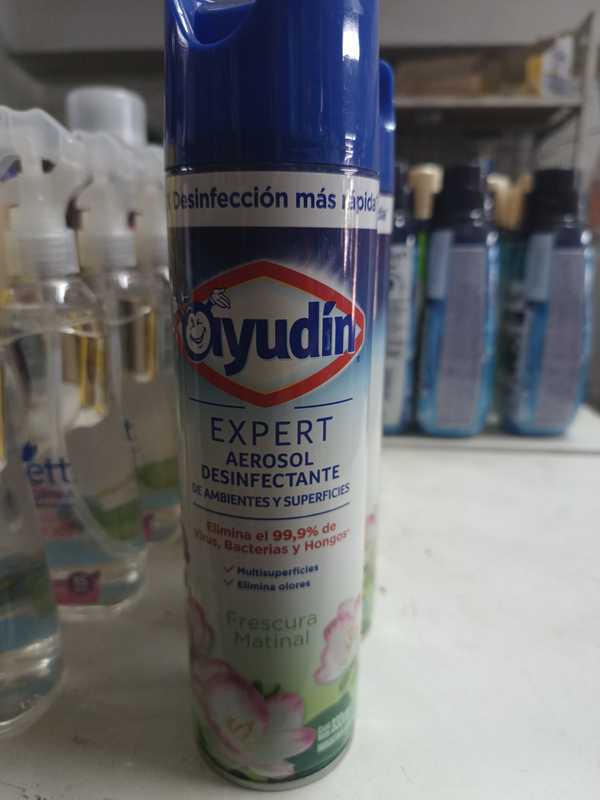 Desinfección más rápida
Ayudín
EXPERT
AEROSOL
DESINFECTANTE
DE AMBIENTES Y SUPERFICIES
Elimina el 99,9% de
Virus, Bacterias y Hongos*
✓ Multisuperficies
✓ Elimina olores
Frescura
Matinal
ett